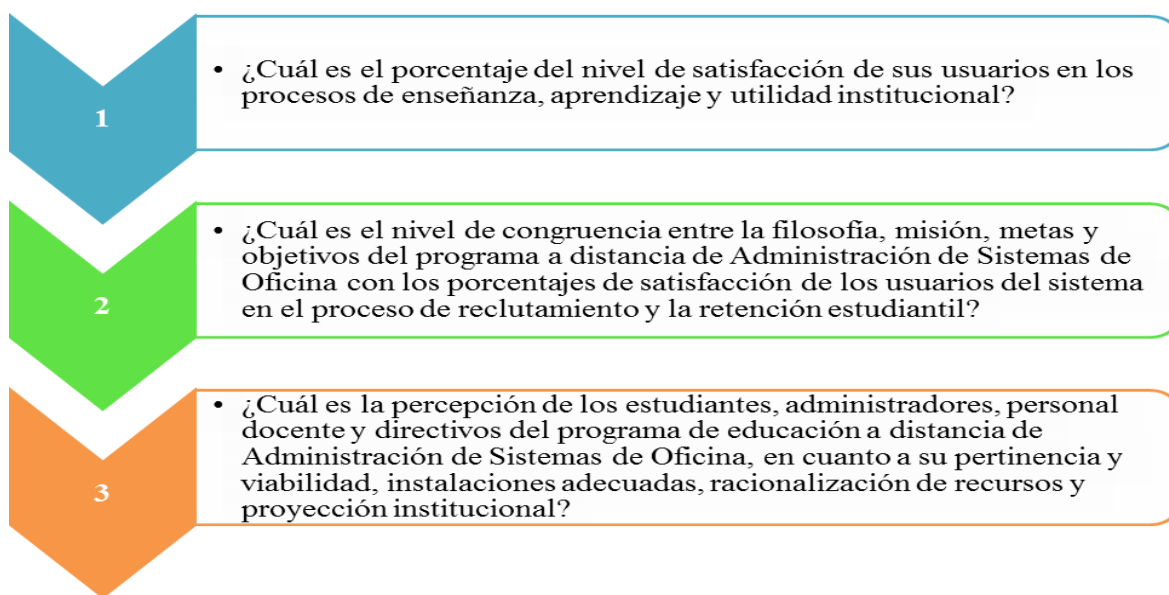 1
• ¿Cuál es el porcentaje del nivel de satisfacción de sus usuarios en los
procesos de enseñanza, aprendizaje y utilidad institucional?
2
• ¿Cuál es el nivel de congruencia entre la filosofía, misión, metas y
objetivos del programa a distancia de Administración de Sistemas de
Oficina con los porcentajes de satisfacción de los usuarios del sistema
en el proceso de reclutamiento y la retención estudiantil?
3
• ¿Cuál es la percepción de los estudiantes, administradores, personal
docente y directivos del programa de educación a distancia de
Administración de Sistemas de Oficina, en cuanto a su pertinencia y
viabilidad, instalaciones adecuadas, racionalización de recursos y
proyección institucional?